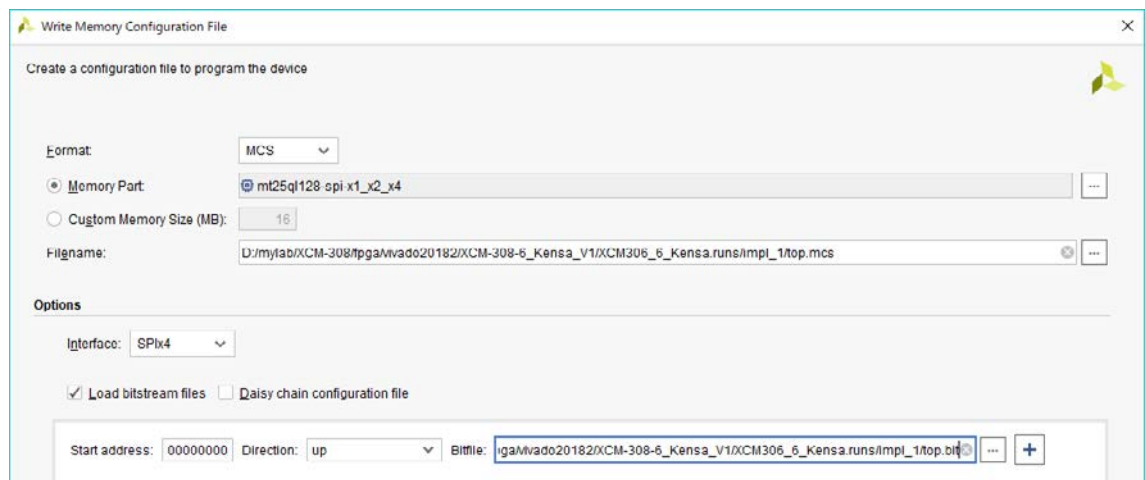 Write Memory Configuration File
Create a configuration file to program the device
Format: MCS
Memory Part: mt25ql128-spi-x1_x2_x4 ...
Custom Memory Size (MB): 16
Filename: D:/mylab/XCM-308/fpga/vivado20182/XCM-308-6_Kensa_V1/XCM306_6_Kensa.runs/impl_1/top.mcs ...
Options
Interface: SPIx4
Load bitstream files Daisy chain configuration file
Start address: 00000000 Direction: up Bitfile: ga/vivado20182/XCM-308-6_Kensa_V1/XCM306_6_Kensa.runs/impl_1/top.bit ... +